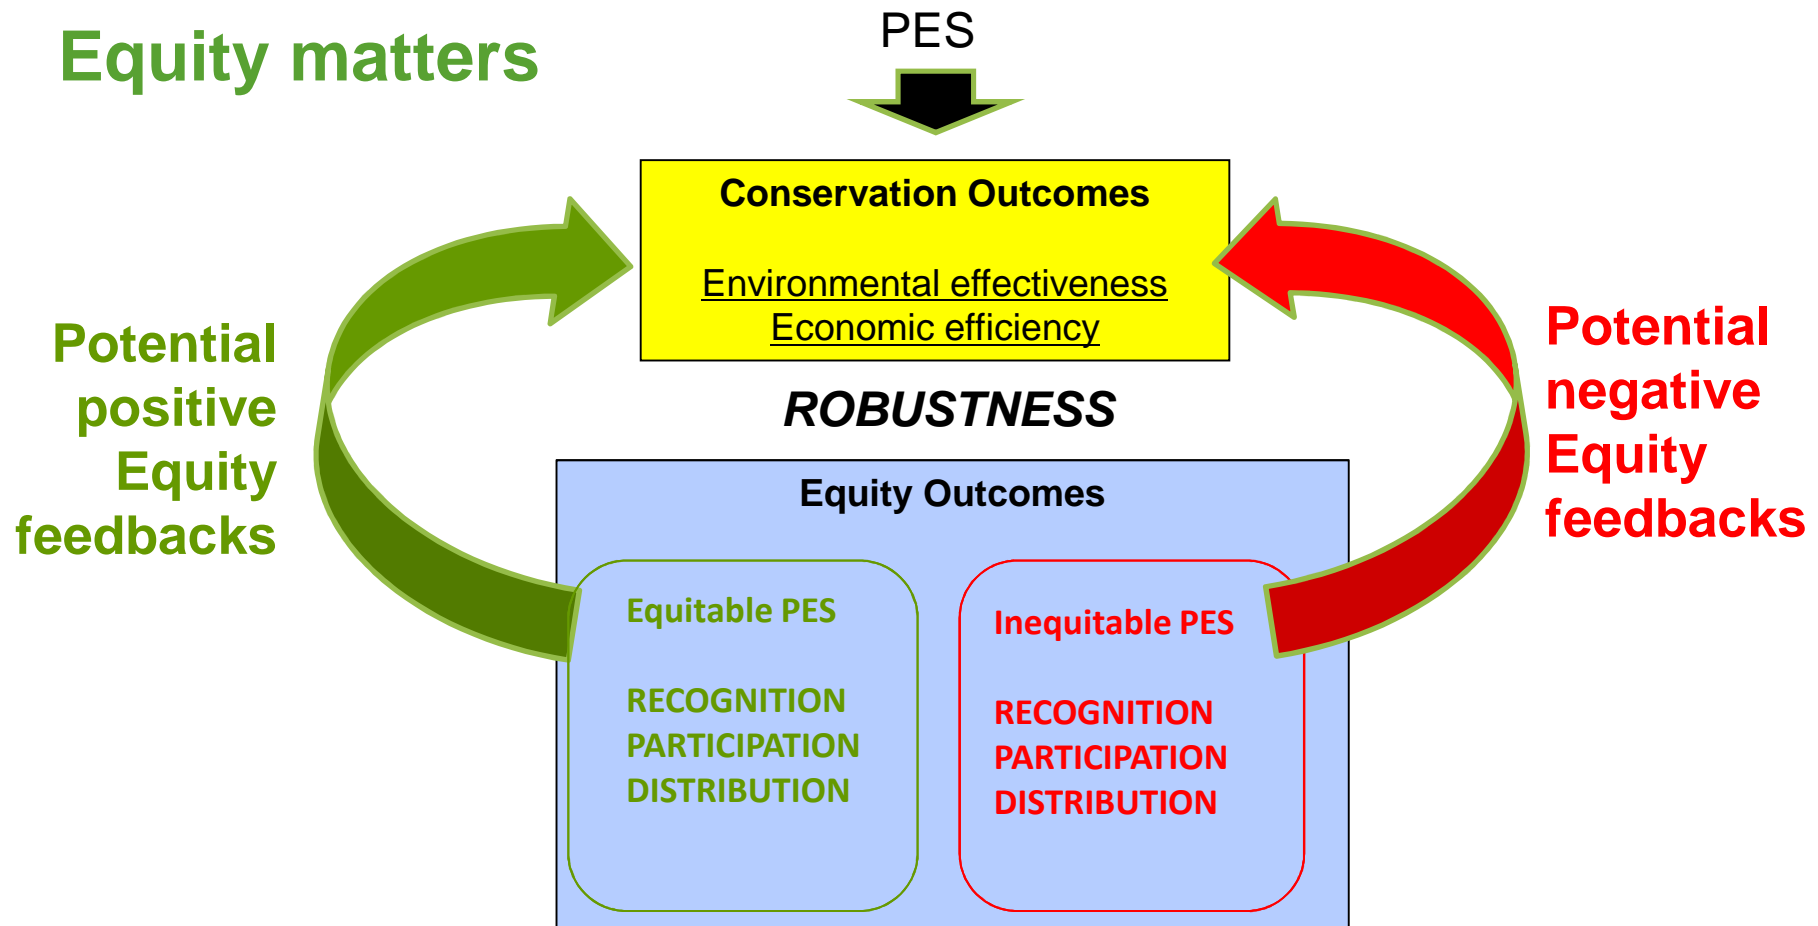 Equity matters
PES
Conservation Outcomes
Environmental effectiveness
Economic efficiency
Potential
positive
Equity
feedbacks
ROBUSTNESS
Potential
negative
Equity
feedbacks
Equity Outcomes
Equitable PES
RECOGNITION
PARTICIPATION
DISTRIBUTION
Inequitable PES
RECOGNITION
PARTICIPATION
DISTRIBUTION